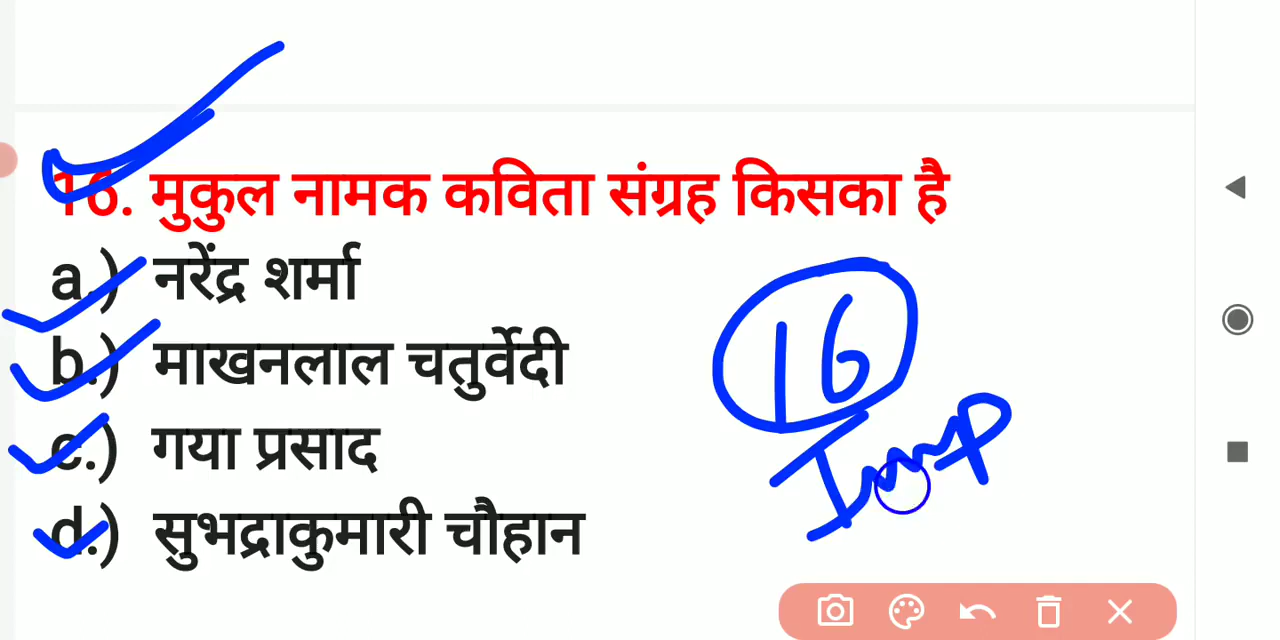 16. मुकुल नामक कविता संग्रह किसका है
a.) नरेंद्र शर्मा
b.) माखनलाल चतुर्वेदी
c.) गया प्रसाद
d.) सुभद्राकुमारी चौहान
16
Imp